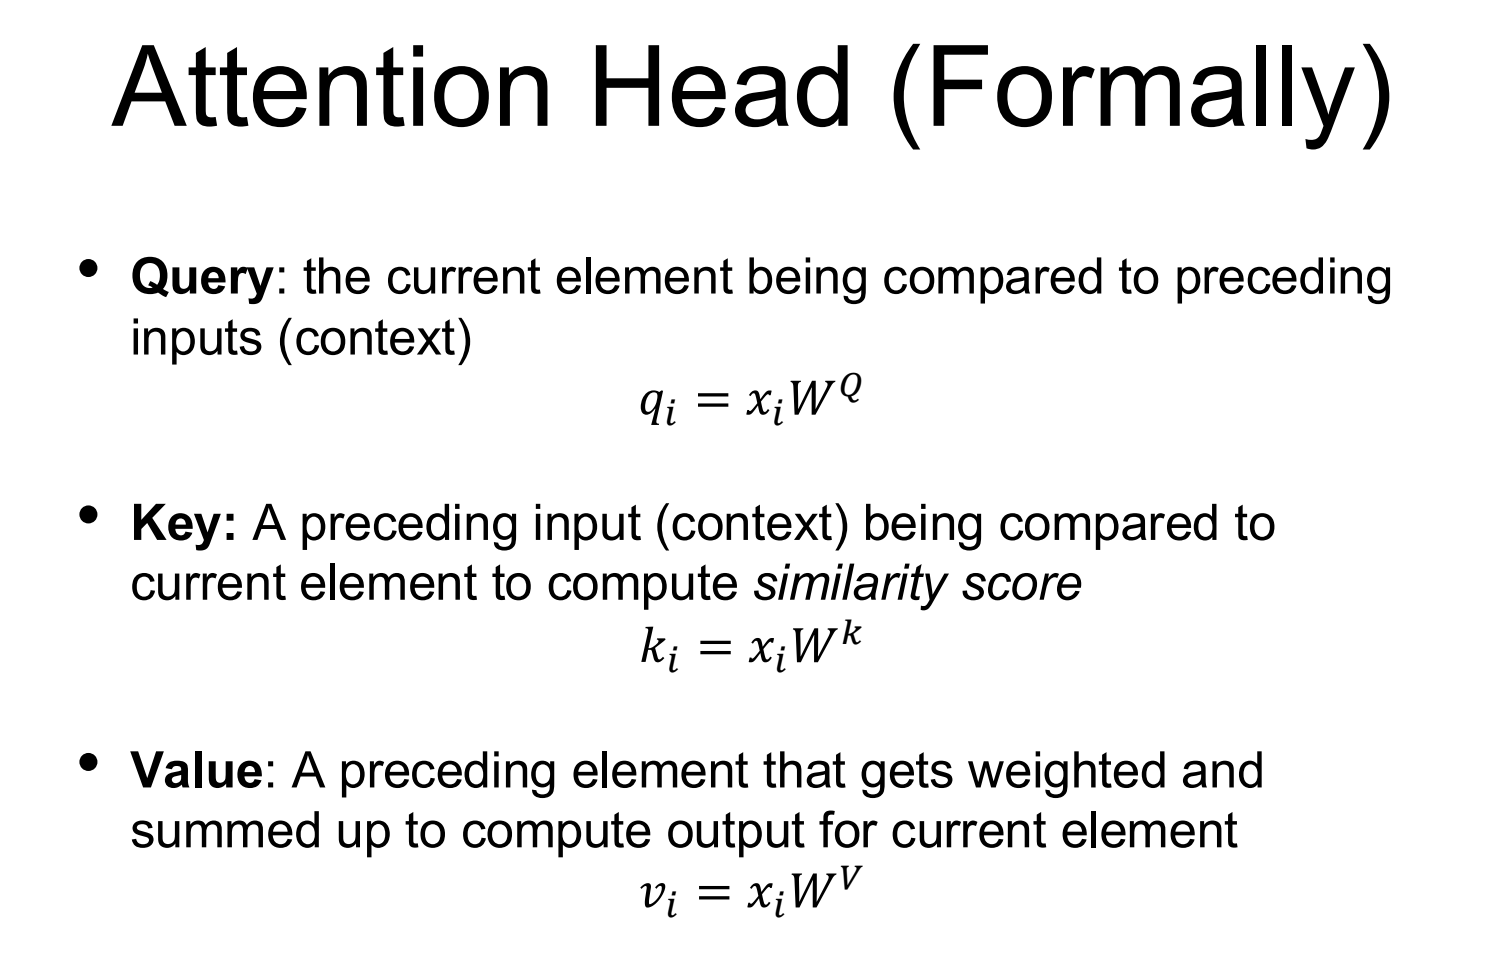 Attention Head (Formally)
• Query: the current element being compared to preceding
inputs (context)
$q_i = x_i W^Q$
• Key: A preceding input (context) being compared to
current element to compute similarity score
$k_i = x_i W^k$
• Value: A preceding element that gets weighted and
summed up to compute output for current element
$v_i = x_i W^V$